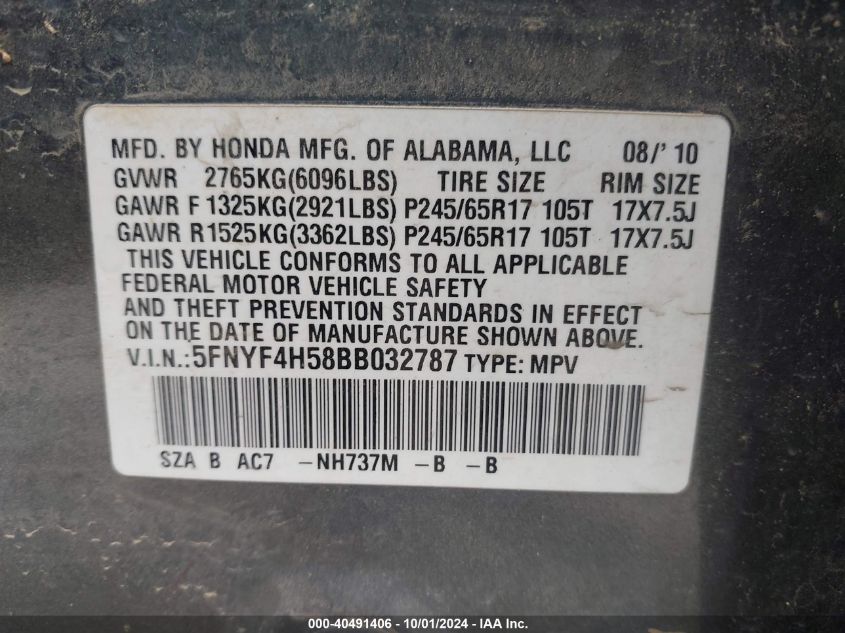 MFD. BY HONDA MFG. OF ALABAMA, LLC 08/'10
GVWR 2765KG(6096LBS) TIRE SIZE RIM SIZE
GAWR F 1325KG(2921LBS) P245/65R17 105T 17X7.5J
GAWR R 1525KG(3362LBS) P245/65R17 105T 17X7.5J
THIS VEHICLE CONFORMS TO ALL APPLICABLE
FEDERAL MOTOR VEHICLE SAFETY
AND THEFT PREVENTION STANDARDS IN EFFECT
ON THE DATE OF MANUFACTURE SHOWN ABOVE.
V.I.N.:5FNYF4H58BB032787 TYPE: MPV
SZA B AC7 -NH737M -B -B
000-40491406 - 10/01/2024 - IAA Inc.